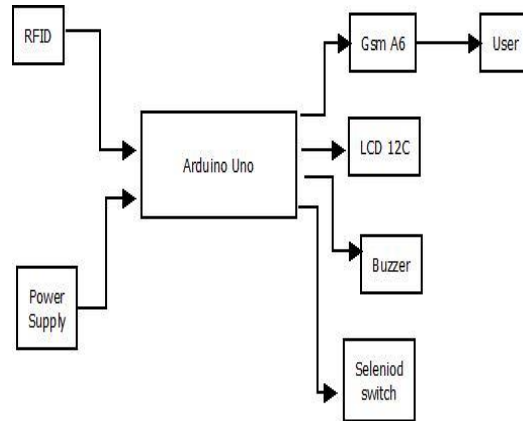 RFID
Gsm A6
User
Arduino Uno
LCD 12C
Buzzer
Power
Supply
Seleniod
switch